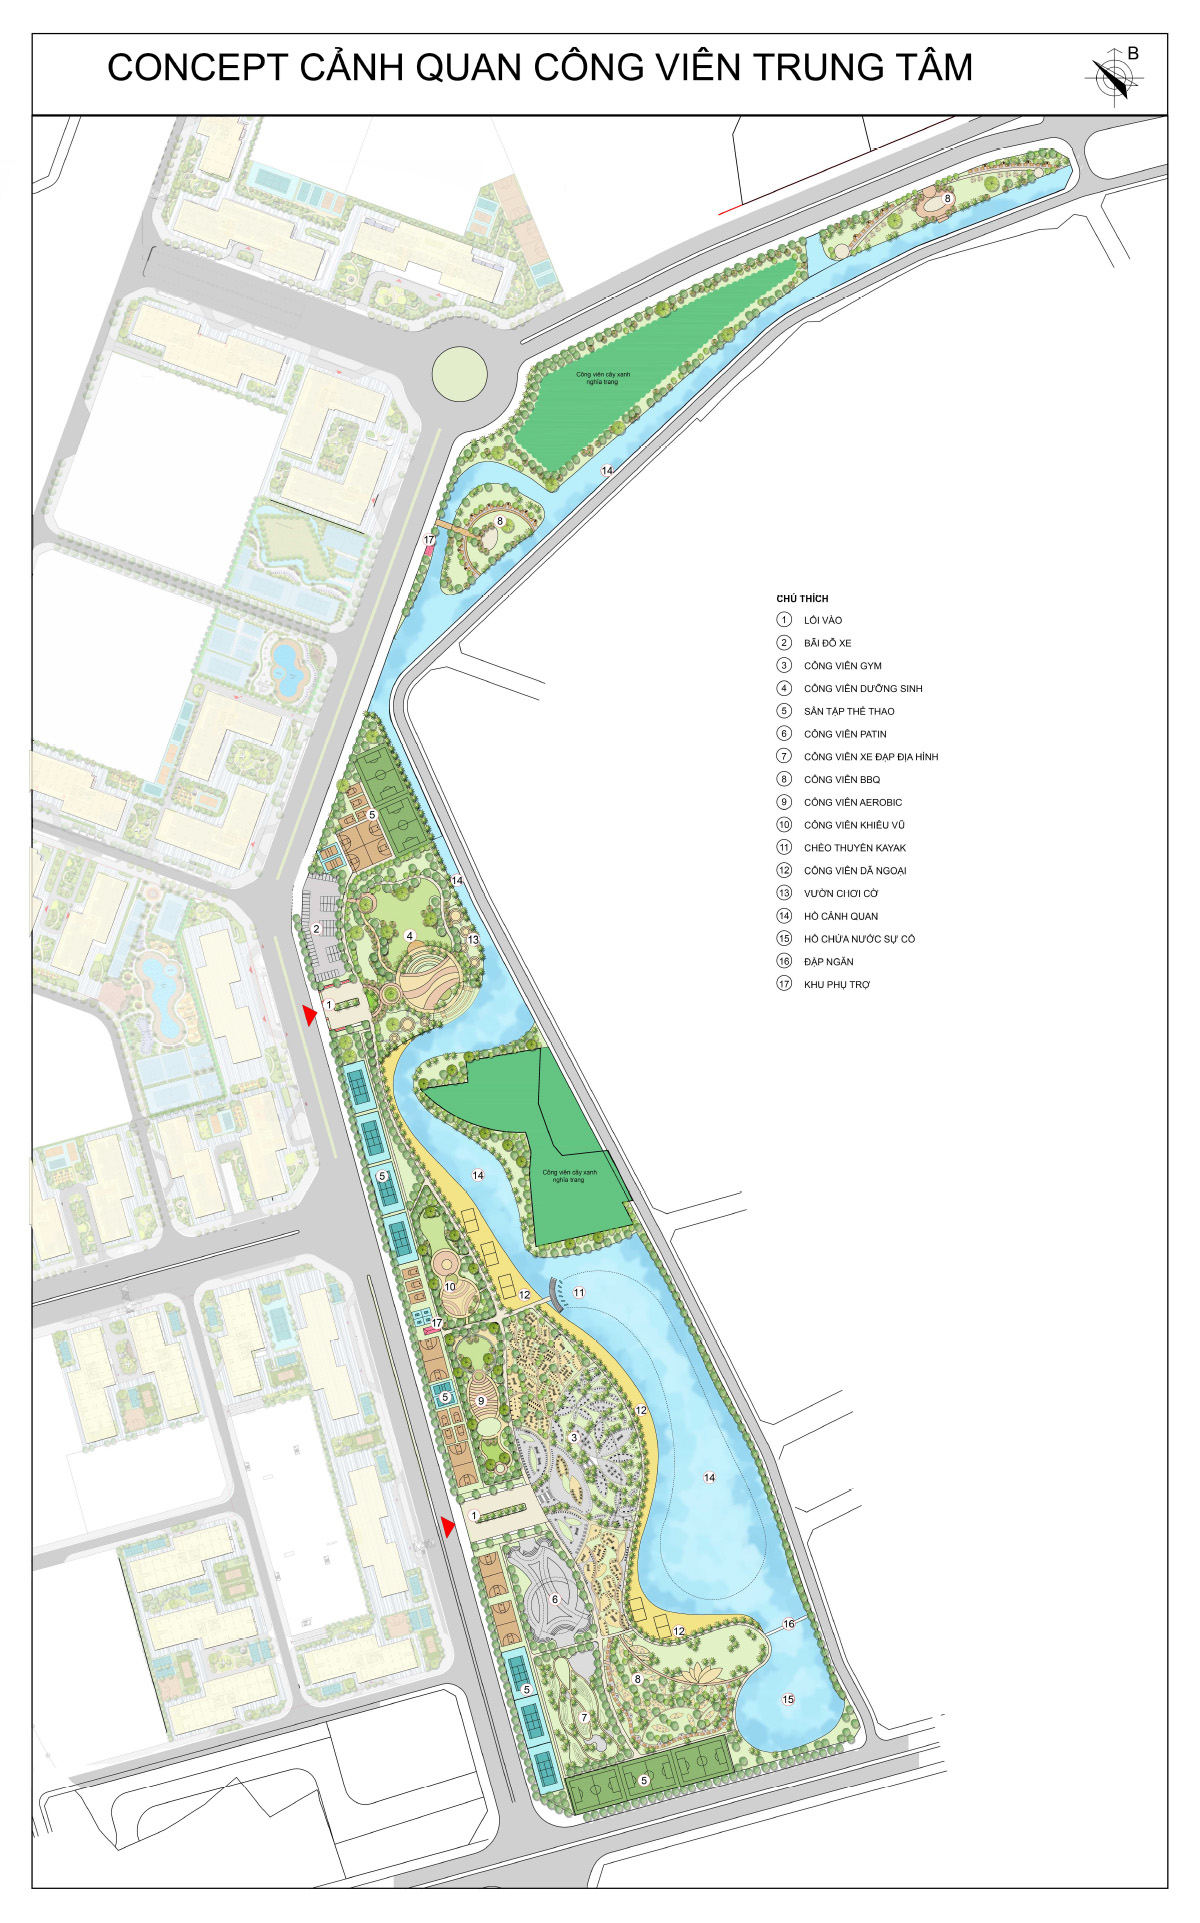 CONCEPT CẢNH QUAN CÔNG VIÊN TRUNG TÂM
B
8
Công viên cây xanh
nghĩa trang
14
8
17
CHÚ THÍCH
1 LỐI VÀO
2 BÃI ĐỖ XE
3 CÔNG VIÊN GYM
4 CÔNG VIÊN DƯỠNG SINH
5 SÂN TẬP THỂ THAO
6 CÔNG VIÊN PATIN
7 CÔNG VIÊN XE ĐẠP ĐỊA HÌNH
8 CÔNG VIÊN BBQ
9 CÔNG VIÊN AEROBIC
10 CÔNG VIÊN KHIÊU VŨ
11 CHÈO THUYỀN KAYAK
12 CÔNG VIÊN DÃ NGOẠI
13 VƯỜN CHƠI CỜ
14 HỒ CẢNH QUAN
15 HỒ CHỨA NƯỚC SỰ CỐ
16 ĐẬP NGĂN
17 KHU PHỤ TRỢ
5
14
2
4
13
1
5
14
Công viên cây xanh
nghĩa trang
10
12
11
17
5
9
12
3
14
1
6
16
12
8
5
15
7
5